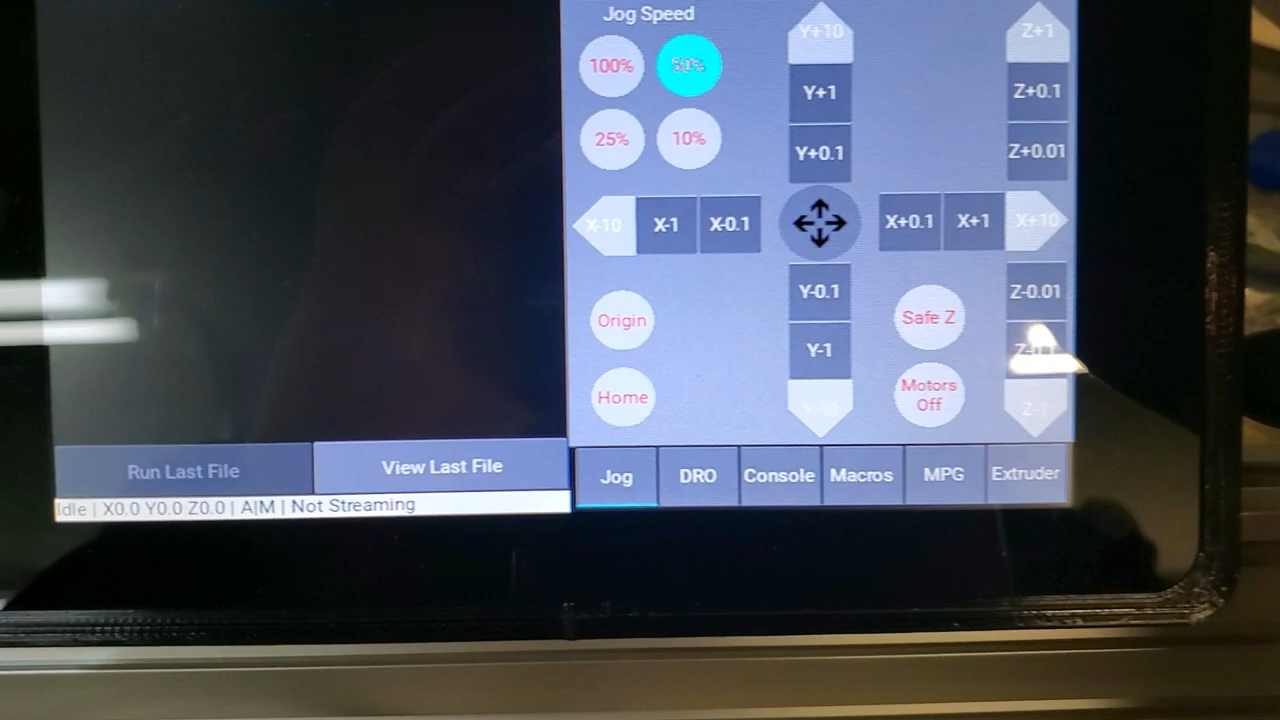 Jog Speed
100%
50%
25%
10%
Y+10
Y+1
Y+0.1
Z+1
Z+0.1
Z+0.01
X-10
X-1
X-0.1
X+0.1
X+1
X+10
Y-0.1
Y-1
Y-10
Z-0.01
Z-0.1
Z-1
Origin
Home
Safe Z
Motors
Off
Run Last File
View Last File
Idle | X0.0 Y0.0 Z0.0 | A|M | Not Streaming
Jog
DRO
Console
Macros
MPG
Extruder